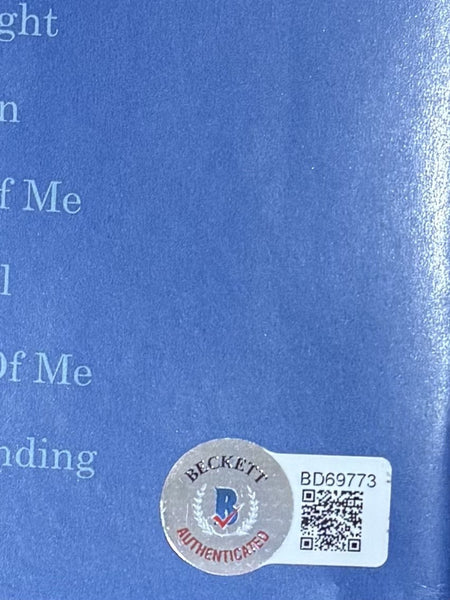 ght
n
f Me
l
Of Me
nding
BECKETT
B
AUTHENTICATED
BD69773